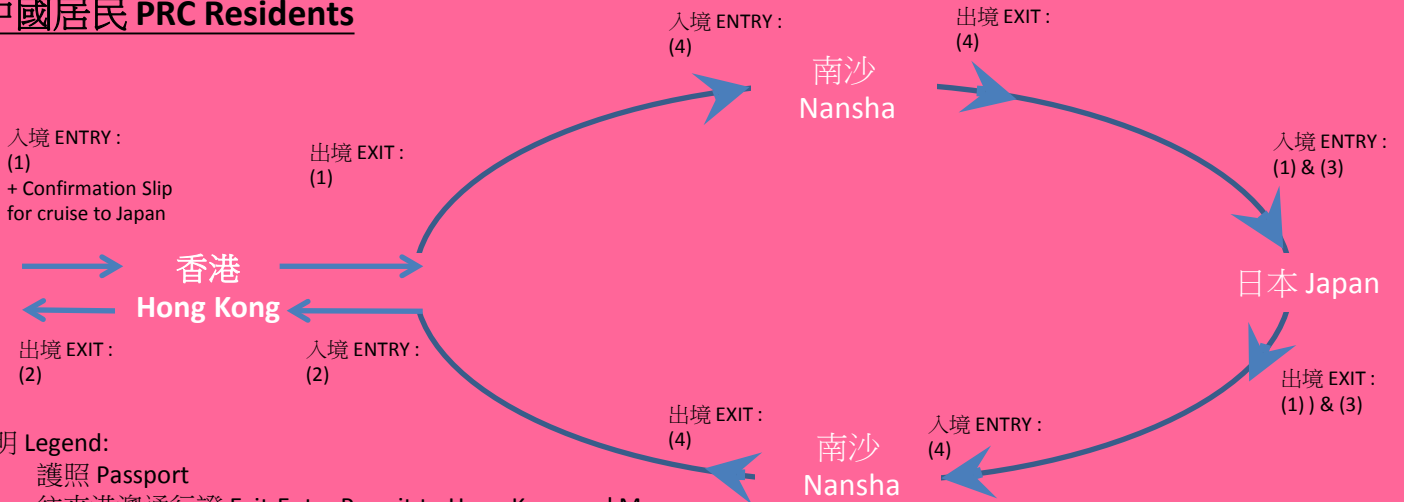 中國居民 PRC Residents
入境 ENTRY :
(4)
出境 EXIT :
(4)
南沙
Nansha
入境 ENTRY :
(1)
+ Confirmation Slip
for cruise to Japan
出境 EXIT :
(1)
入境 ENTRY :
(1) & (3)
香港
Hong Kong
日本 Japan
出境 EXIT :
(2)
入境 ENTRY :
(2)
出境 EXIT :
(1) ) & (3)
出境 EXIT :
(4)
南沙
Nansha
入境 ENTRY :
(4)
明 Legend:
護照 Passport